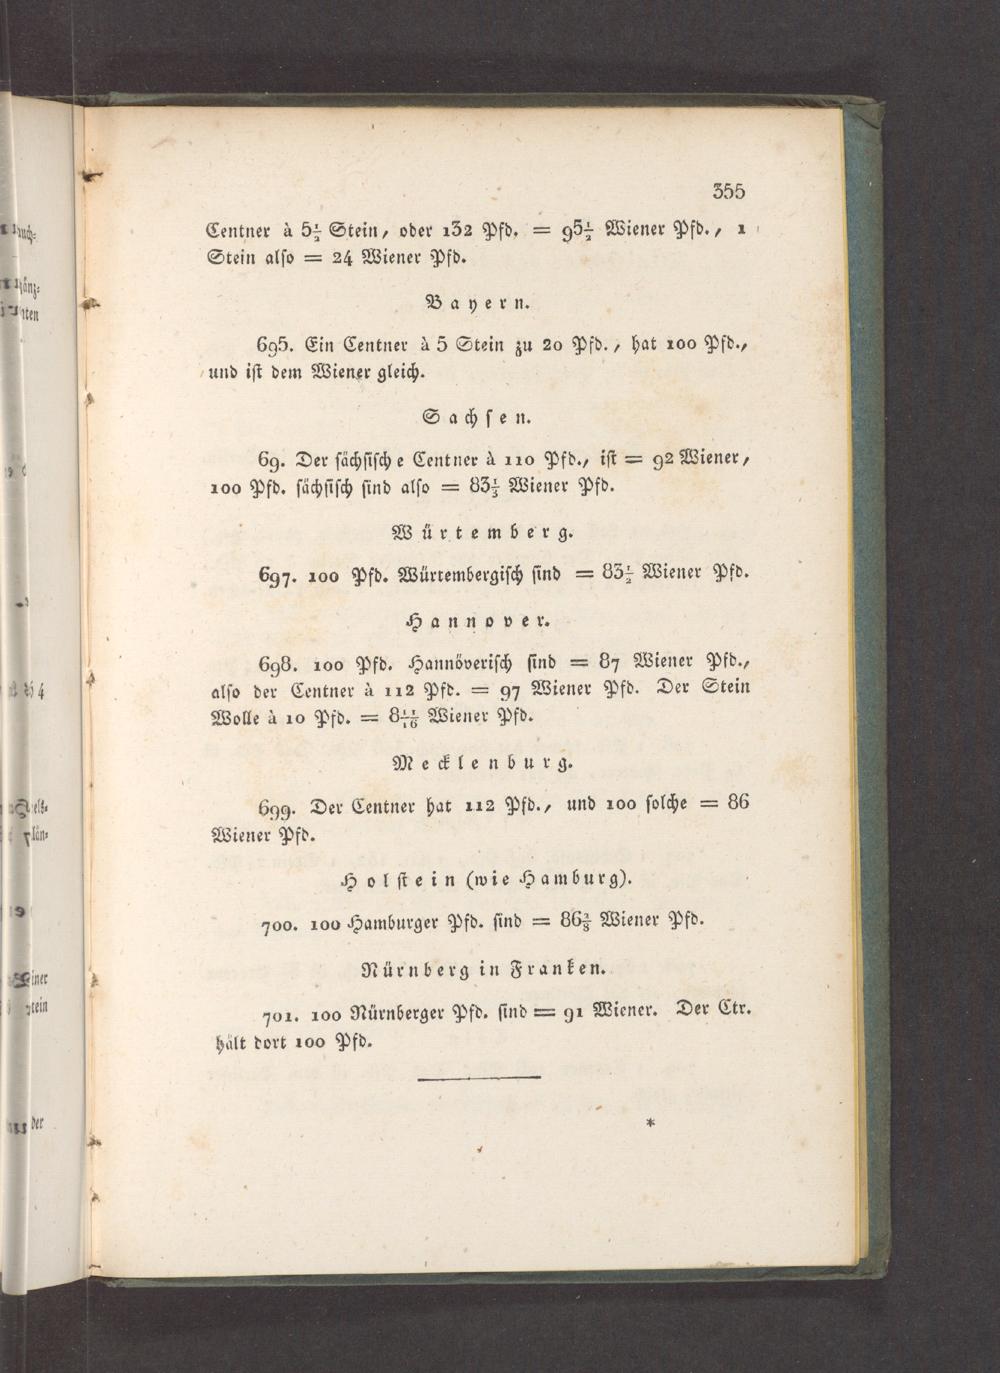 355
Centner à 5½ Stein, oder 132 Pfd. = 95½ Wiener Pfd., 1
Stein also = 24 Wiener Pfd.
Bayern.
695. Ein Centner à 5 Stein zu 20 Pfd., hat 100 Pfd.,
und ist dem Wiener gleich.
Sachsen.
69. Der sächsische Centner à 110 Pfd., ist = 92 Wiener,
100 Pfd. sächsisch sind also = 83⅓ Wiener Pfd.
Würtemberg.
697. 100 Pfd. Würtembergisch sind = 83½ Wiener Pfd.
Hannover.
698. 100 Pfd. Hannöverisch sind = 87 Wiener Pfd.,
also der Centner à 112 Pfd. = 97 Wiener Pfd. Der Stein
Wolle à 10 Pfd. = 8 11/16 Wiener Pfd.
Mecklenburg.
699. Der Centner hat 112 Pfd., und 100 solche = 86
Wiener Pfd.
Holstein (wie Hamburg).
700. 100 Hamburger Pfd. sind = 86⅔ Wiener Pfd.
Nürnberg in Franken.
701. 100 Nürnberger Pfd. sind = 91 Wiener. Der Ctr.
hält dort 100 Pfd.
*